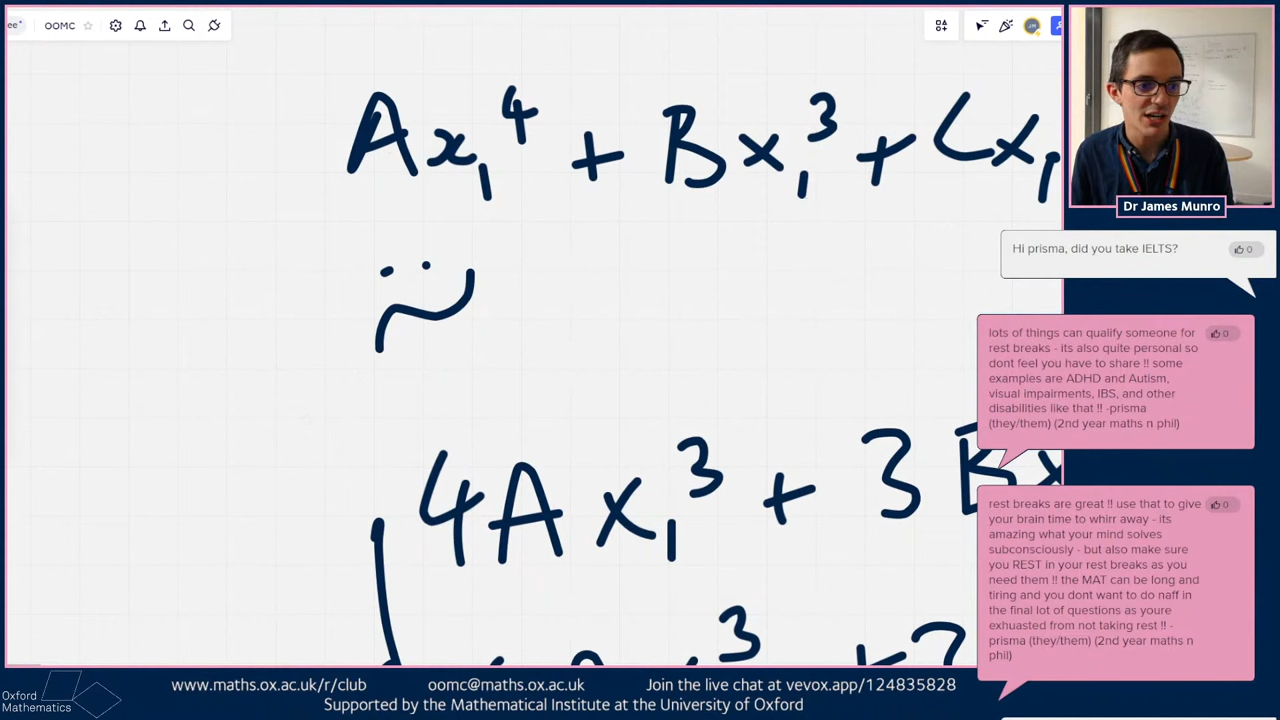 ee
OOMC
Ax₁⁴ + Bx₁³ + Cx₁
4Ax₁³ + 3B
3
Dr James Munro
Hi prisma, did you take IELTS?
0
lots of things can qualify someone for
0
rest breaks - its also quite personal so
dont feel you have to share !! some
examples are ADHD and Autism,
visual impairments, IBS, and other
disabilities like that !! -prisma
(they/them) (2nd year maths n phil)
rest breaks are great !! use that to give
0
your brain time to whirr away - its
amazing what your mind solves
subconsciously - but also make sure
you REST in your rest breaks as you
need them !! the MAT can be long and
tiring and you dont want to do naff in
the final lot of questions as youre
exhuasted from not taking rest !! -
prisma (they/them) (2nd year maths n
phil)
Oxford
Mathematics
www.maths.ox.ac.uk/r/club oomc@maths.ox.ac.uk Join the live chat at vevox.app/124835828
Supported by the Mathematical Institute at the University of Oxford